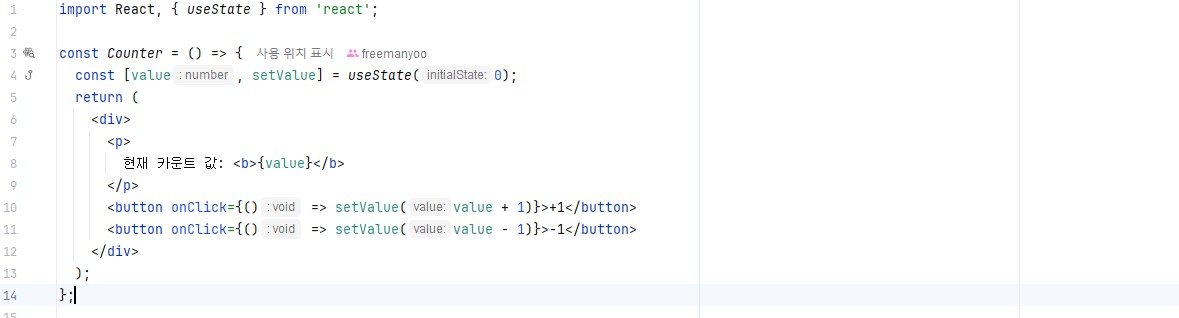 1 import React, { useState } from 'react';
2
3 const Counter = () => { 사용 위치 표시 freemanyoo
4 const [value : number , setValue] = useState( initialState: 0);
5 return (
6 <div>
7 <p>
8 현재 카운트 값: <b>{value}</b>
9 </p>
10 <button onClick={() : void => setValue( value: value + 1)}>+1</button>
11 <button onClick={() : void => setValue( value: value - 1)}>-1</button>
12 </div>
13 );
14 };
15